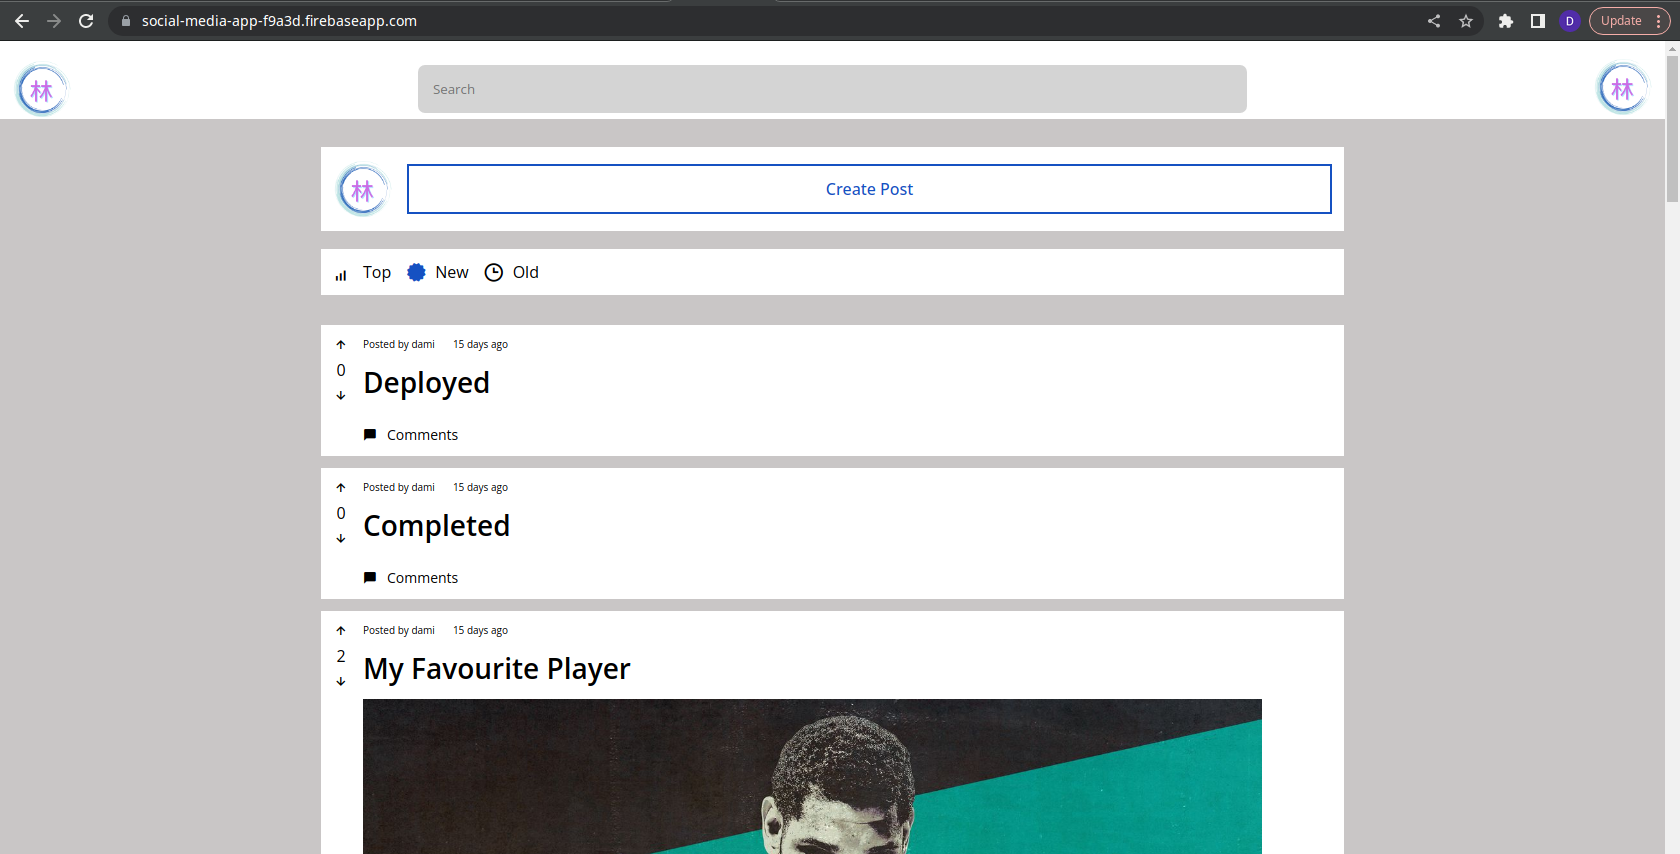 social-media-app-f9a3d.firebaseapp.com
D
Update
林
Search
林
林
Create Post
Top New Old
Posted by dami 15 days ago
0
Deployed
Comments
Posted by dami 15 days ago
0
Completed
Comments
Posted by dami 15 days ago
2
My Favourite Player